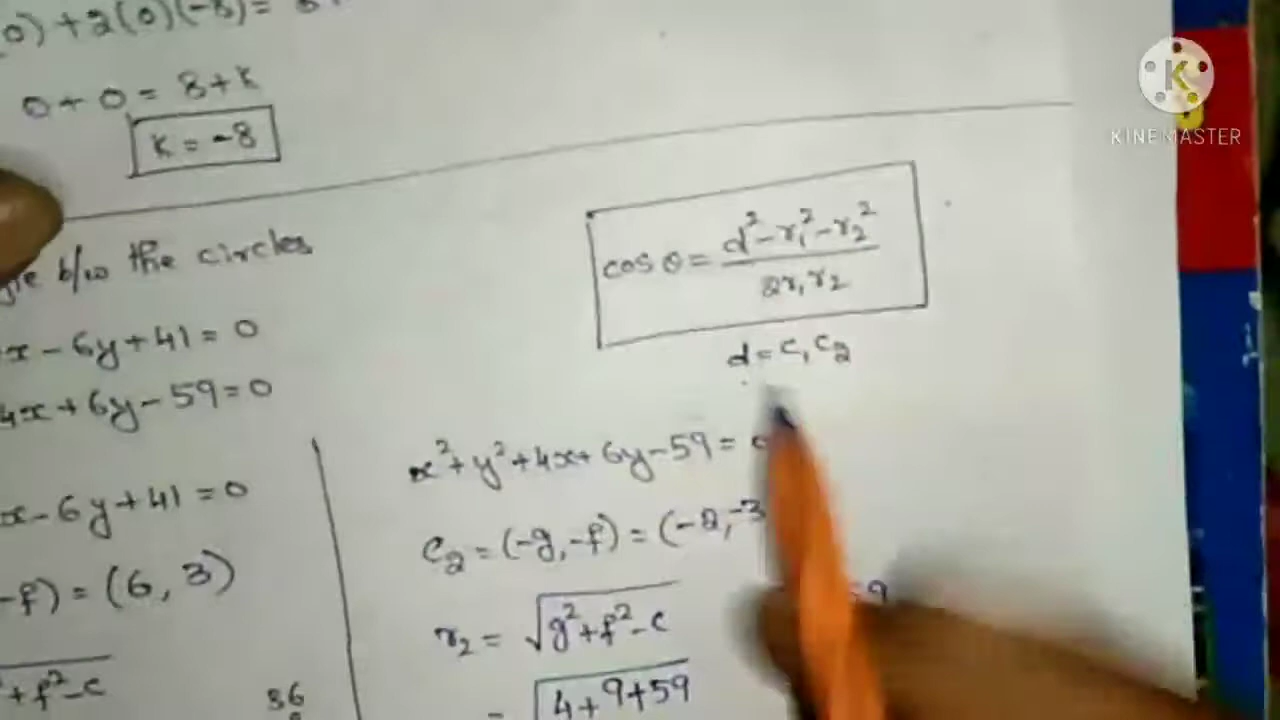 0) + 2(0)(-8) =
0 + 0 = 8+K
K = -8
b/w the circles
x - 6y + 41 = 0
4x + 6y - 59 = 0
cos θ = (d² - r₁² - r₂²) / 2r₁r₂
d = C₁C₂
x - 6y + 41 = 0
-f) = (6, 3)
+ f² - c
36
x² + y² + 4x + 6y - 59 =
C₂ = (-g, -f) = (-2, -3
r₂ = √g² + f² - c
= √4 + 9 + 59
59
KINEMASTER